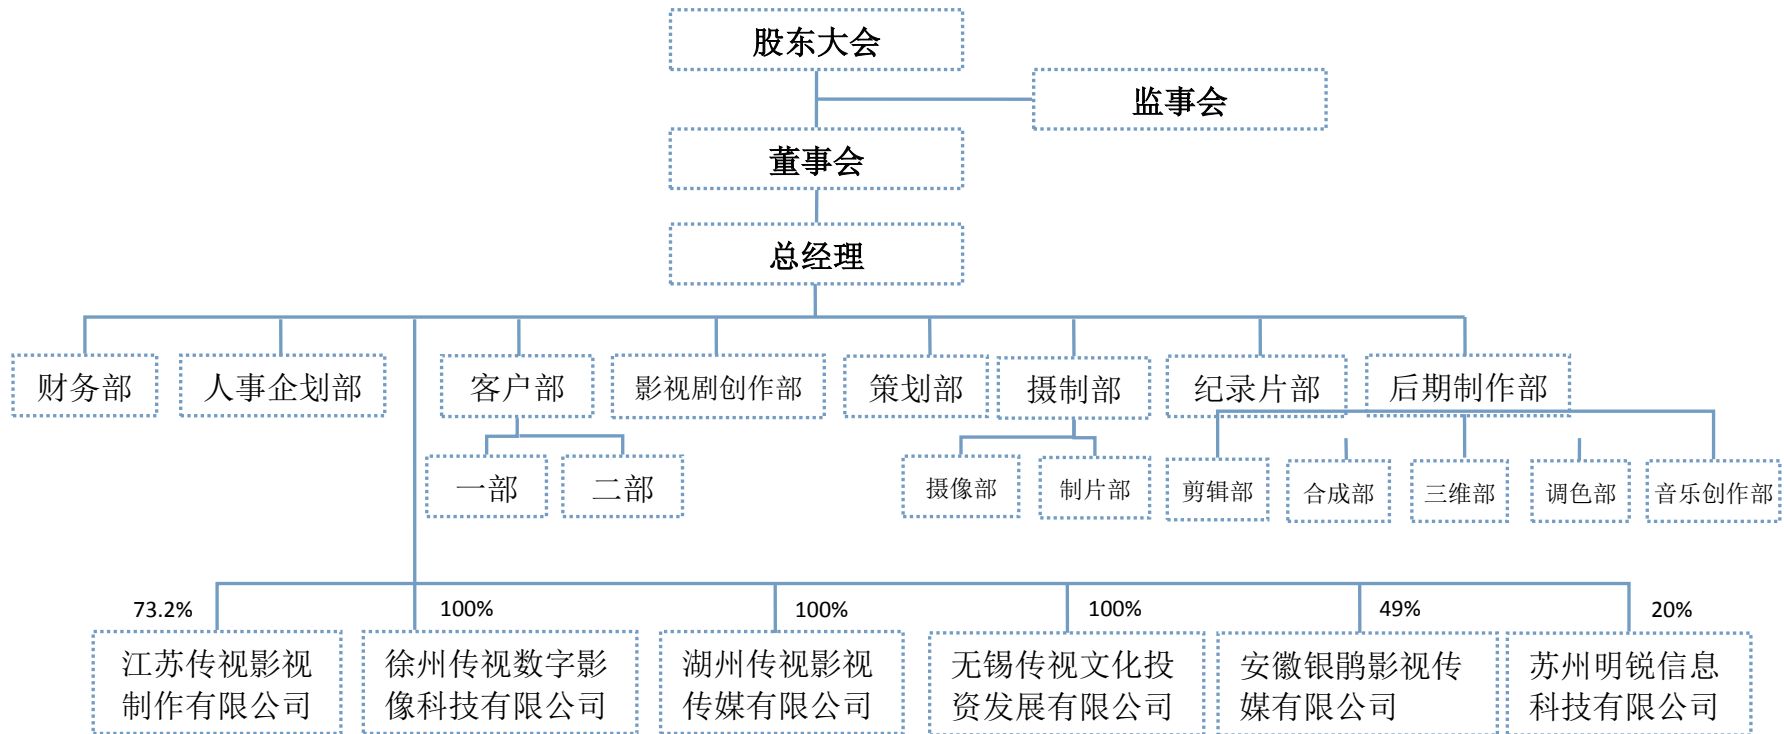 股东大会
监事会
董事会
总经理
财务部
人事企划部
客户部
影视剧创作部
策划部
摄制部
纪录片部
后期制作部
一部
二部
摄像部
制片部
剪辑部
合成部
三维部
调色部
音乐创作部
73.2%
100%
100%
100%
49%
20%
江苏传视影视
制作有限公司
徐州传视数字影
像科技有限公司
湖州传视影视
传媒有限公司
无锡传视文化投
资发展有限公司
安徽银鹃影视传
媒有限公司
苏州明锐信息
科技有限公司